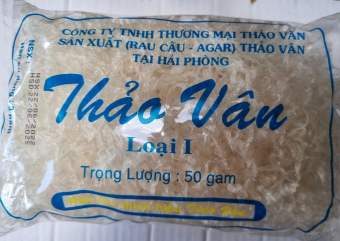 CÔNG TY TNHH THƯƠNG MẠI THẢO VÂN
SẢN XUẤT (RAU CÂU - AGAR) THẢO VÂN
TẠI HẢI PHÒNG
Thảo Vân
Loại I
Trọng Lượng : 50 gam
NSX